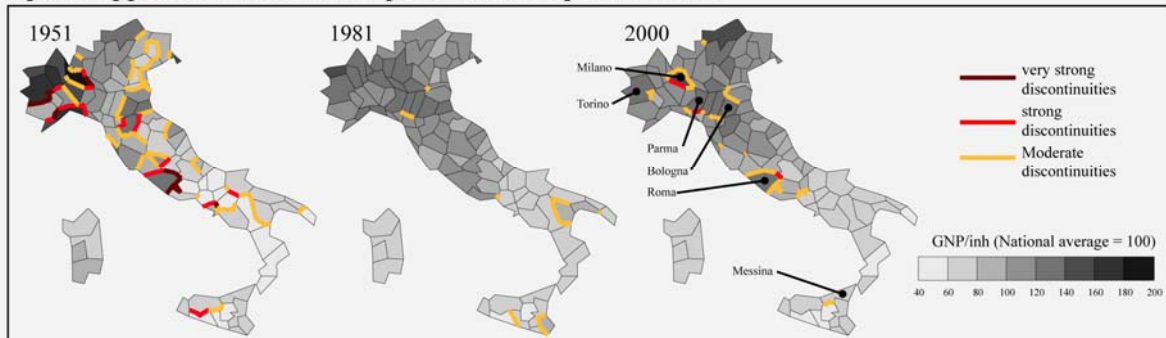 1951
1981
2000
Milano
Torino
Parma
Bologna
Roma
Messina
very strong
discontinuities
strong
discontinuities
Moderate
discontinuities
GNP/inh (National average = 100)
40 60 80 100 120 140 160 180 200